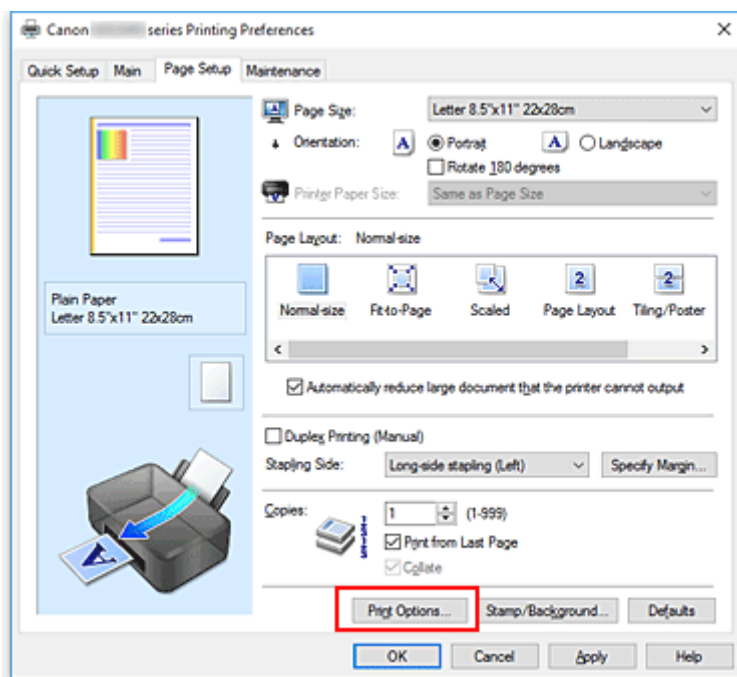 Canon series Printing Preferences
Quick Setup Main Page Setup Maintenance
Page Size: Letter 8.5"x11" 22x28cm
Orientation: A Portrait A Landscape
Rotate 180 degrees
Printer Paper Size: Same as Page Size
Page Layout: Normal-size
Normal-size Fit-to-Page Scaled Page Layout Tiling/Poster
Plain Paper
Letter 8.5"x11" 22x28cm
Automatically reduce large document that the printer cannot output
Duplex Printing (Manual)
Stapling Side: Long-side stapling (Left) Specify Margin...
Copies: 1 (1-999)
Print from Last Page
Collate
Print Options... Stamp/Background... Defaults
OK Cancel Apply Help